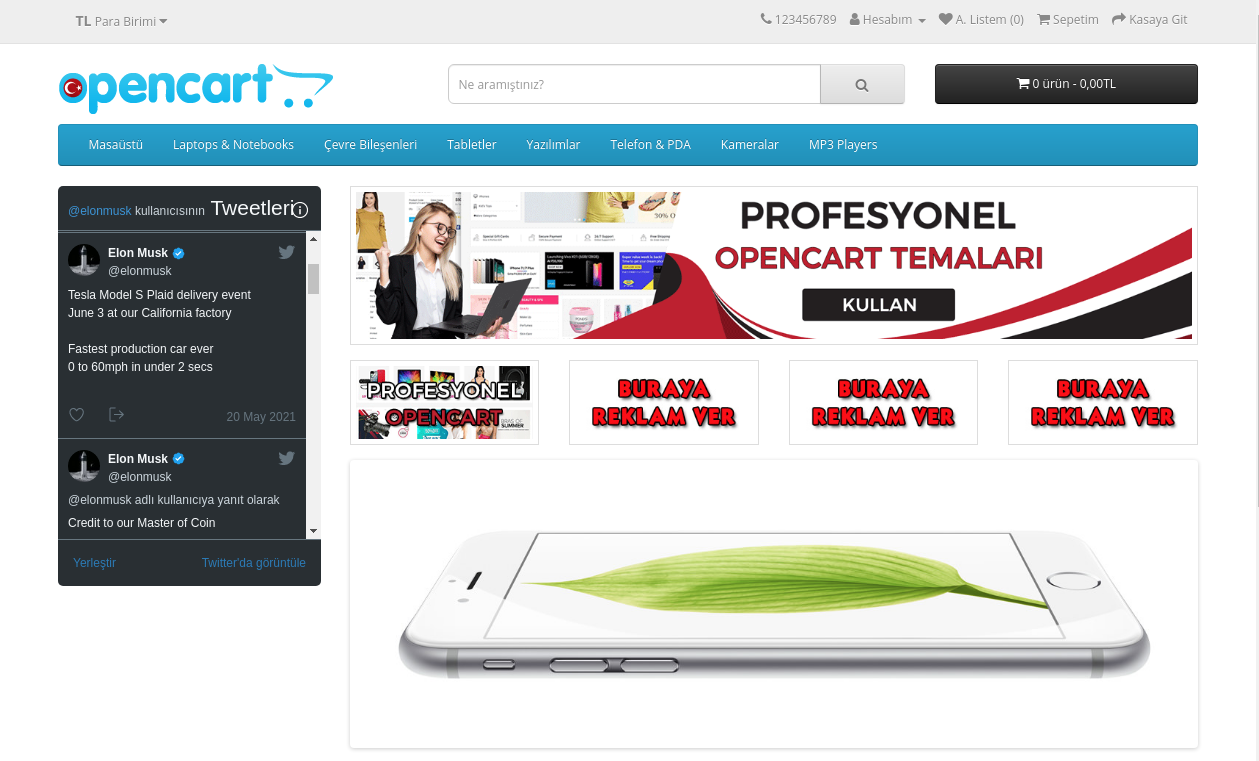 TL Para Birimi
123456789 Hesabım A. Listem (0) Sepetim Kasaya Git
opencart
Ne aramıştınız?
0 ürün - 0,00TL
Masaüstü Laptops & Notebooks Çevre Bileşenleri Tabletler Yazılımlar Telefon & PDA Kameralar MP3 Players
@elonmusk kullanıcısının Tweetleri
Elon Musk
@elonmusk
Tesla Model S Plaid delivery event
June 3 at our California factory
Fastest production car ever
0 to 60mph in under 2 secs
20 May 2021
Elon Musk
@elonmusk
@elonmusk adlı kullanıcıya yanıt olarak
Credit to our Master of Coin
Yerleştir Twitter'da görüntüle
PROFESYONEL
OPENCART TEMALARI
KULLAN
PROFESYONEL
OPENCART
BURAYA
REKLAM VER
BURAYA
REKLAM VER
BURAYA
REKLAM VER